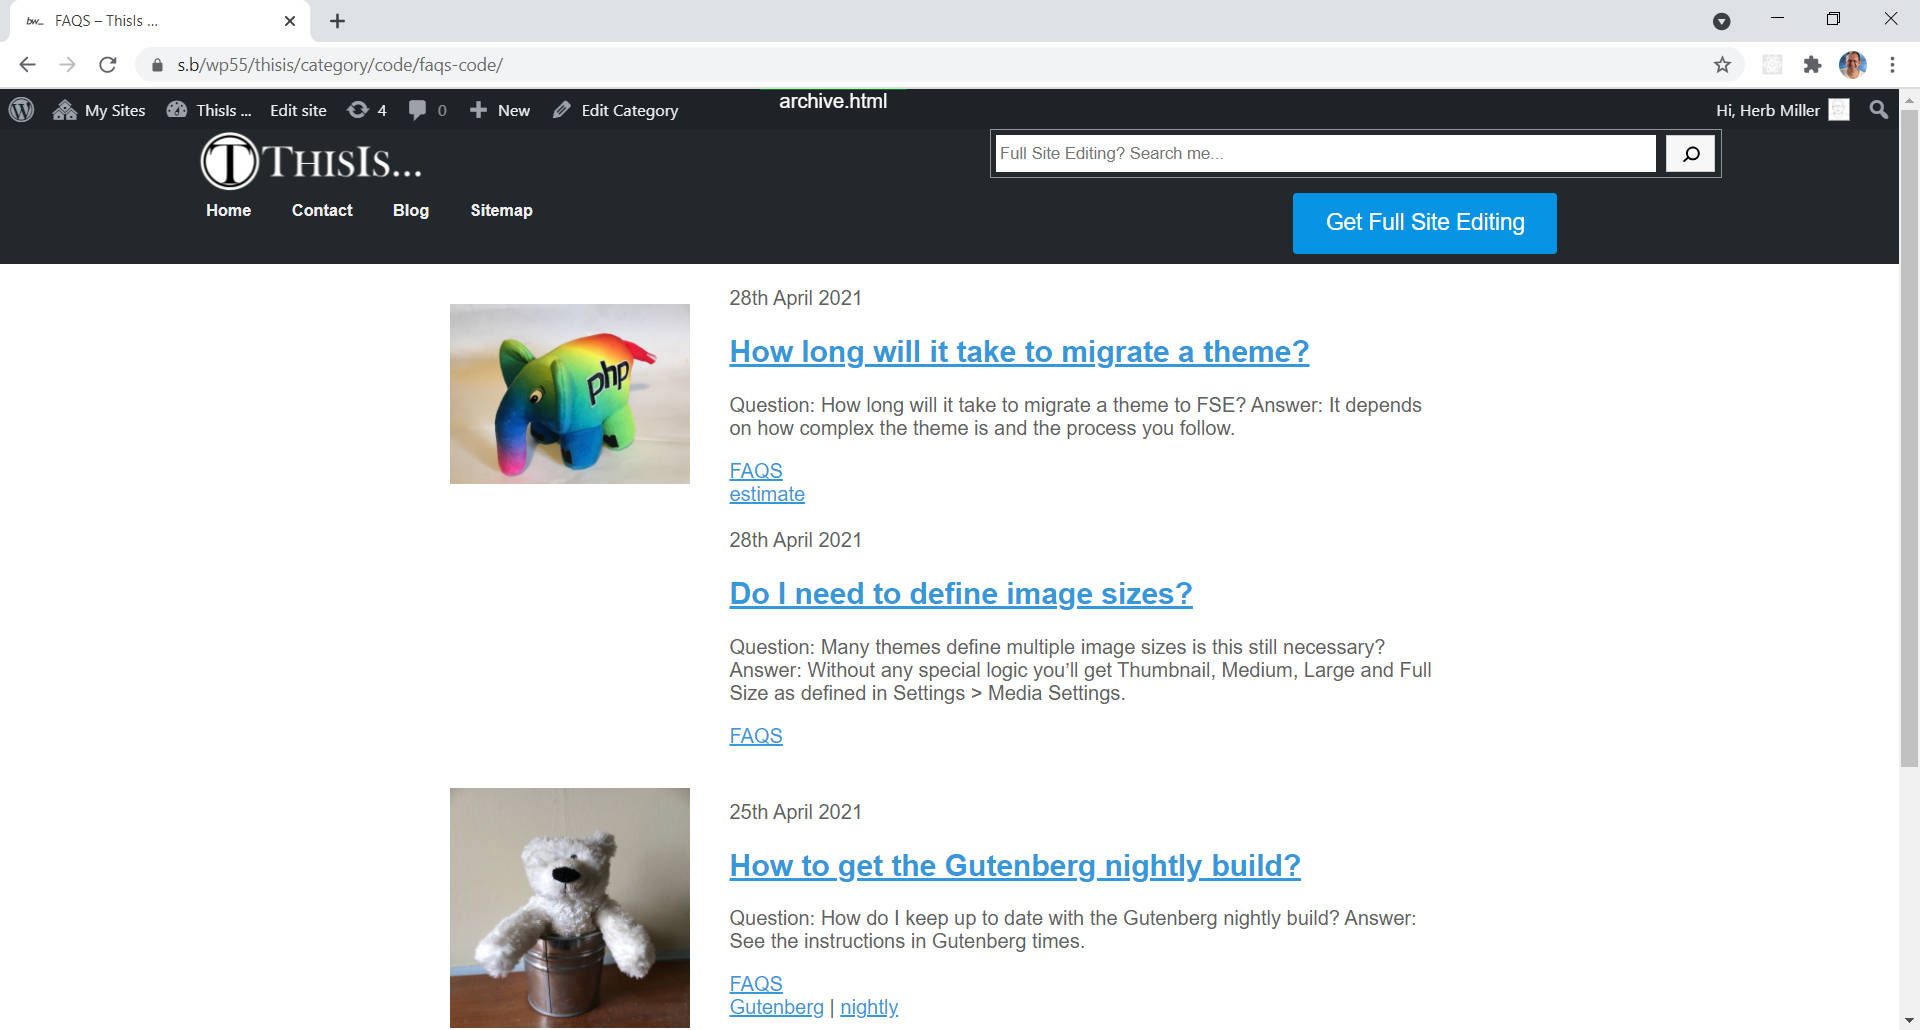 FAQS – ThisIs ...
s.b/wp55/thisis/category/code/faqs-code/
My Sites ThisIs ... Edit site 4 0 New Edit Category archive.html Hi, Herb Miller
THISIS... Full Site Editing? Search me...
Home Contact Blog Sitemap Get Full Site Editing
28th April 2021
How long will it take to migrate a theme?
php
Question: How long will it take to migrate a theme to FSE? Answer: It depends
on how complex the theme is and the process you follow.
FAQS
estimate
28th April 2021
Do I need to define image sizes?
Question: Many themes define multiple image sizes is this still necessary?
Answer: Without any special logic you’ll get Thumbnail, Medium, Large and Full
Size as defined in Settings > Media Settings.
FAQS
25th April 2021
How to get the Gutenberg nightly build?
Question: How do I keep up to date with the Gutenberg nightly build? Answer:
See the instructions in Gutenberg times.
FAQS
Gutenberg | nightly